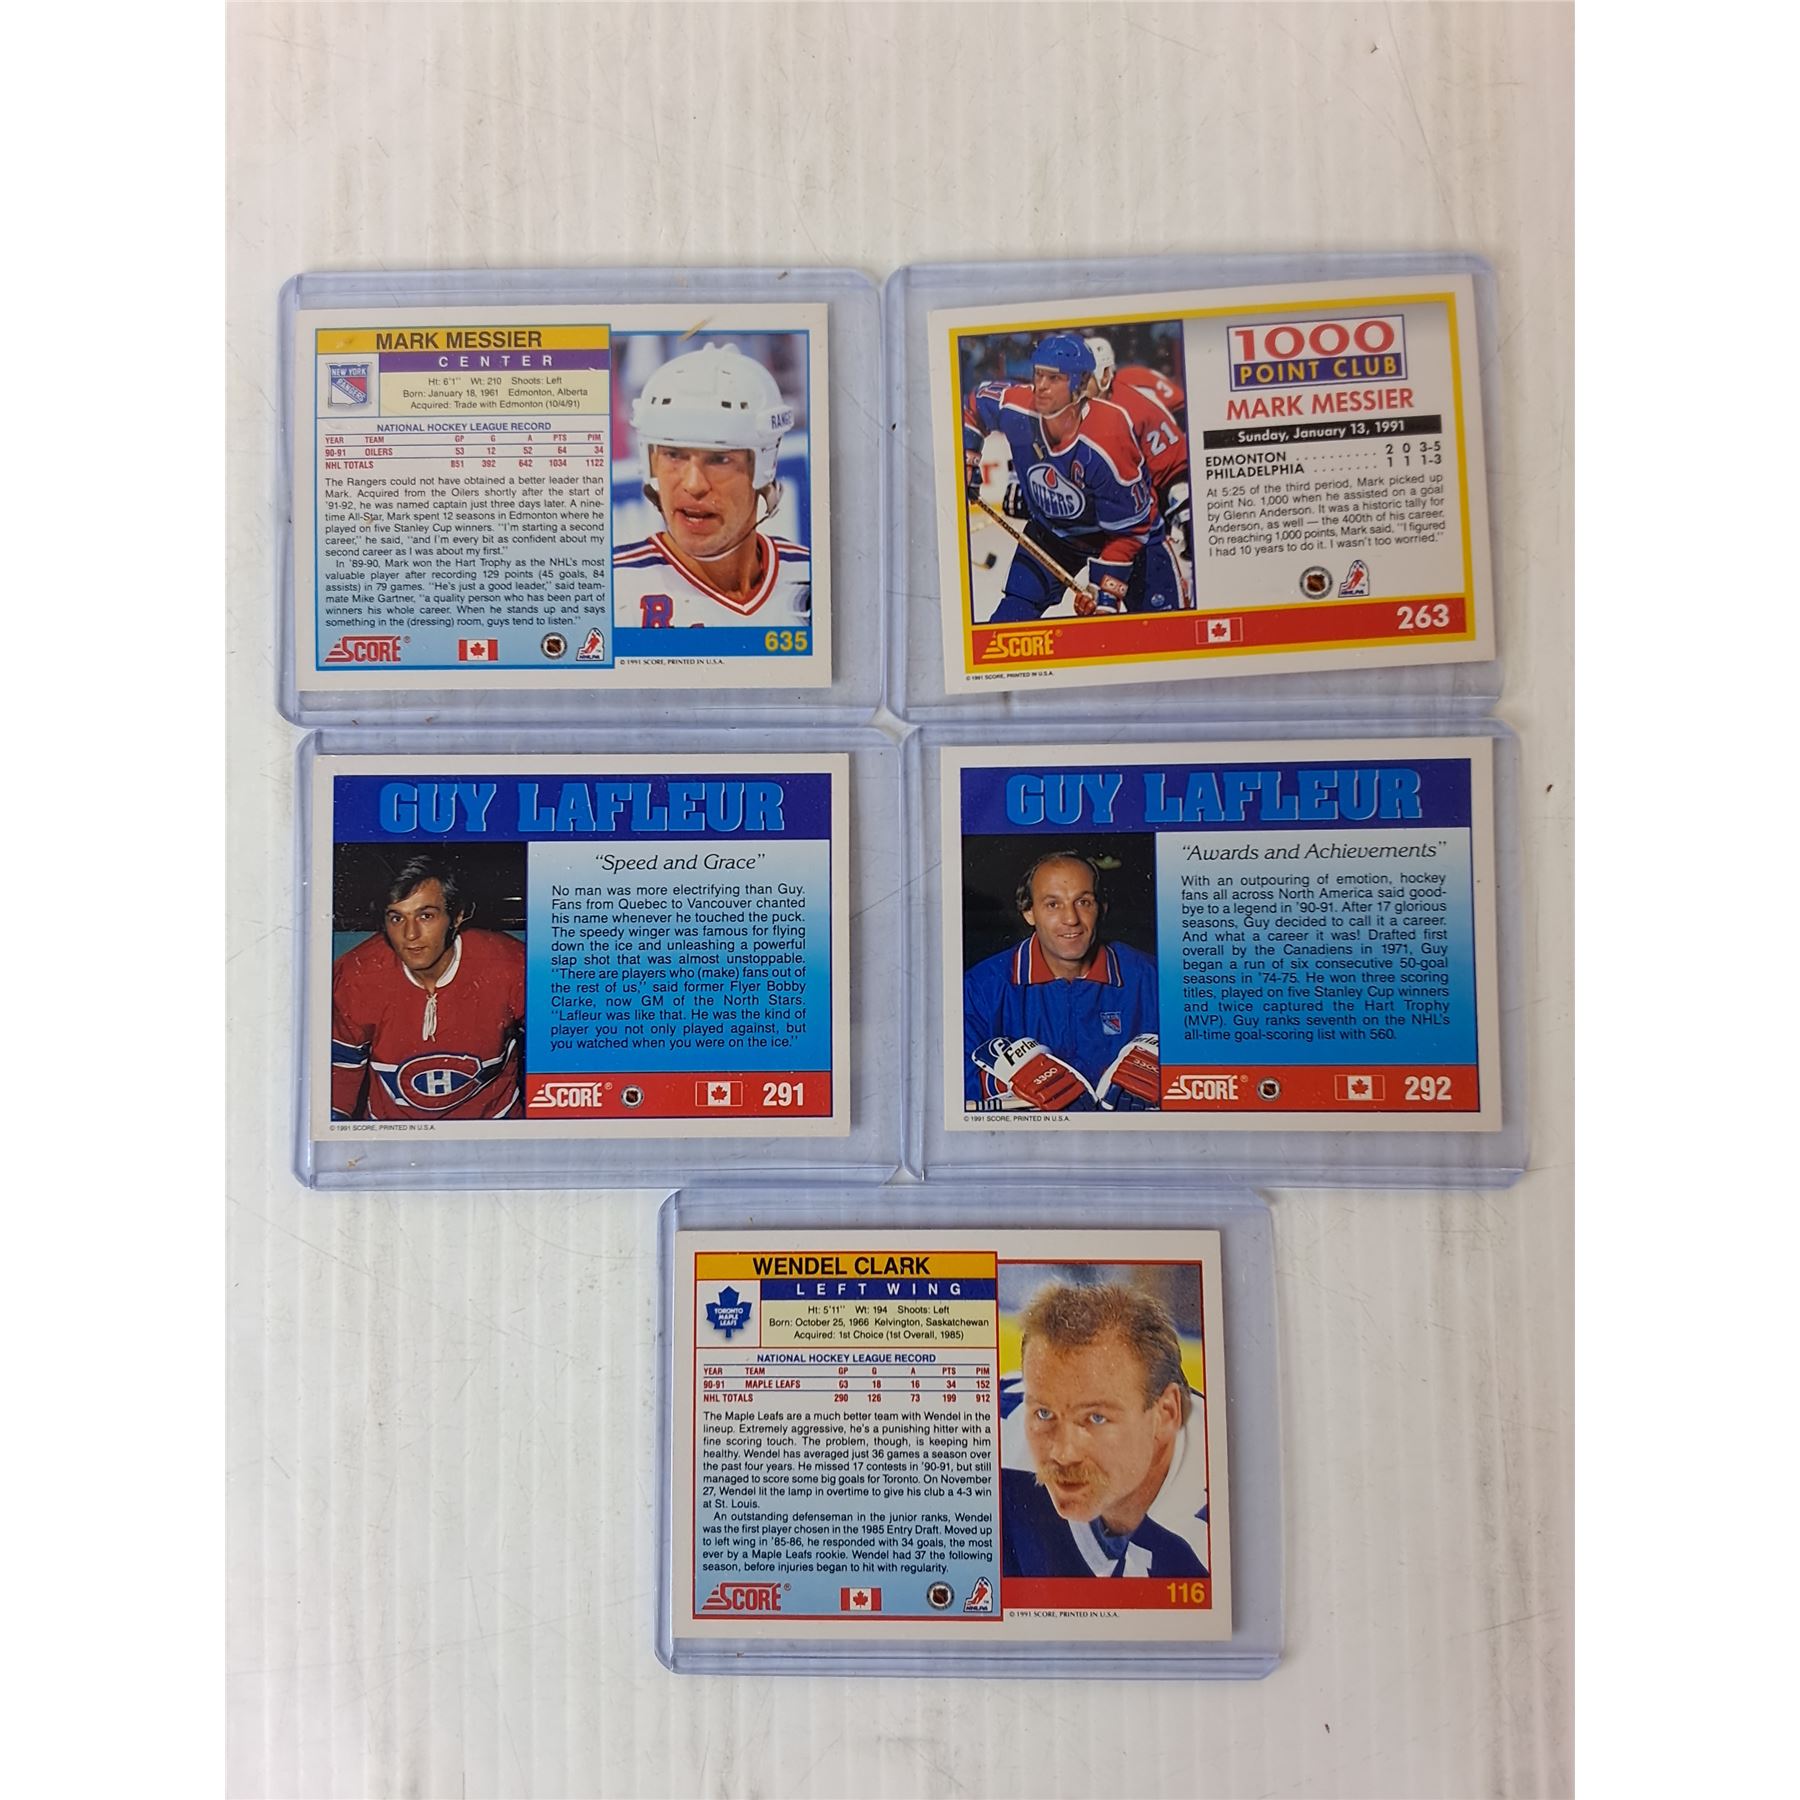 MARK MESSIER
CENTER
NEW YORK
RANGERS
Ht: 6'1" Wt: 210 Shoots: Left
Born: January 18, 1961 Edmonton, Alberta
Acquired: Trade with Edmonton (10/4/91)
NATIONAL HOCKEY LEAGUE RECORD
YEAR TEAM GP G A PTS PIM
90-91 OILERS 53 12 52 64 34
NHL TOTALS 851 392 642 1034 1122
The Rangers could not have obtained a better leader than
Mark. Acquired from the Oilers shortly after the start of
'91-92, he was named captain just three days later. A nine-
time All-Star, Mark spent 12 seasons in Edmonton where he
played on five Stanley Cup winners. "I'm starting a second
career," he said, "and I'm every bit as confident about my
second career as I was about my first."
In '89-90, Mark won the Hart Trophy as the NHL's most
valuable player after recording 129 points (45 goals, 84
assists) in 79 games. "He's just a good leader," said team-
mate Mike Gartner, "a quality person who has been part of
winners his whole career. When he stands up and says
something in the (dressing) room, guys tend to listen."
SCORE®
NHLPA
© 1991 SCORE, PRINTED IN U.S.A.
635
1000
POINT CLUB
MARK MESSIER
Sunday, January 13, 1991
EDMONTON .......... 2 0 3-5
PHILADELPHIA ........ 1 1 1-3
At 5:25 of the third period, Mark picked up
point No. 1,000 when he assisted on a goal
by Glenn Anderson. It was a historic tally for
Anderson, as well — the 400th of his career.
On reaching 1,000 points, Mark said, "I figured
I had 10 years to do it. I wasn't too worried."
OILERS
11
21
3
SCORE®
NHLPA
263
© 1991 SCORE, PRINTED IN U.S.A.
GUY LAFLEUR
"Speed and Grace"
No man was more electrifying than Guy.
Fans from Quebec to Vancouver chanted
his name whenever he touched the puck.
The speedy winger was famous for flying
down the ice and unleashing a powerful
slap shot that was almost unstoppable.
"There are players who (make) fans out of
the rest of us," said former Flyer Bobby
Clarke, now GM of the North Stars.
"Lafleur was like that. He was the kind of
player you not only played against, but
you watched when you were on the ice."
SCORE®
291
© 1991 SCORE, PRINTED IN U.S.A.
GUY LAFLEUR
"Awards and Achievements"
With an outpouring of emotion, hockey
fans all across North America said good-
bye to a legend in '90-91. After 17 glorious
seasons, Guy decided to call it a career.
And what a career it was! Drafted first
overall by the Canadiens in 1971, Guy
began a run of six consecutive 50-goal
seasons in '74-75. He won three scoring
titles, played on five Stanley Cup winners
and twice captured the Hart Trophy
(MVP). Guy ranks seventh on the NHL's
all-time goal-scoring list with 560.
3300
3300
SCORE®
292
© 1991 SCORE, PRINTED IN U.S.A.
WENDEL CLARK
LEFT WING
TORONTO
MAPLE
LEAFS
Ht: 5'11" Wt: 194 Shoots: Left
Born: October 25, 1966 Kelvington, Saskatchewan
Acquired: 1st Choice (1st Overall, 1985)
NATIONAL HOCKEY LEAGUE RECORD
YEAR TEAM GP G A PTS PIM
90-91 MAPLE LEAFS 63 18 16 34 152
NHL TOTALS 290 126 73 199 912
The Maple Leafs are a much better team with Wendel in the
lineup. Extremely aggressive, he's a punishing hitter with a
fine scoring touch. The problem, though, is keeping him
healthy. Wendel has averaged just 36 games a season over
the past four years. He missed 17 contests in '90-91, but still
managed to score some big goals for Toronto. On November
27, Wendel lit the lamp in overtime to give his club a 4-3 win
at St. Louis.
An outstanding defenseman in the junior ranks, Wendel
was the first player chosen in the 1985 Entry Draft. Moved up
to left wing in '85-86, he responded with 34 goals, the most
ever by a Maple Leafs rookie. Wendel had 37 the following
season, before injuries began to hit with regularity.
SCORE®
NHLPA
© 1991 SCORE, PRINTED IN U.S.A.
116